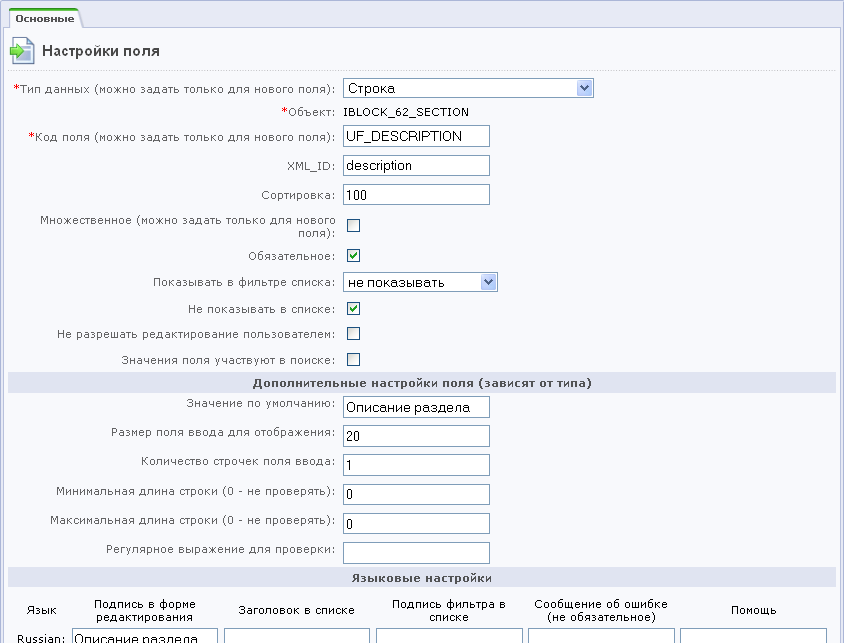 Основные
Настройки поля
*Тип данных (можно задать только для нового поля): Строка
*Объект: IBLOCK_62_SECTION
*Код поля (можно задать только для нового поля): UF_DESCRIPTION
XML_ID: description
Сортировка: 100
Множественное (можно задать только для нового
поля):
Обязательное:
Показывать в фильтре списка: не показывать
Не показывать в списке:
Не разрешать редактирование пользователем:
Значения поля участвуют в поиске:
Дополнительные настройки поля (зависят от типа)
Значение по умолчанию: Описание раздела
Размер поля ввода для отображения: 20
Количество строчек поля ввода: 1
Минимальная длина строки (0 - не проверять): 0
Максимальная длина строки (0 - не проверять): 0
Регулярное выражение для проверки:
Языковые настройки
Язык Подпись в форме редактирования Заголовок в списке Подпись фильтра в списке Сообщение об ошибке (не обязательное) Помощь
Russian: Описание раздела